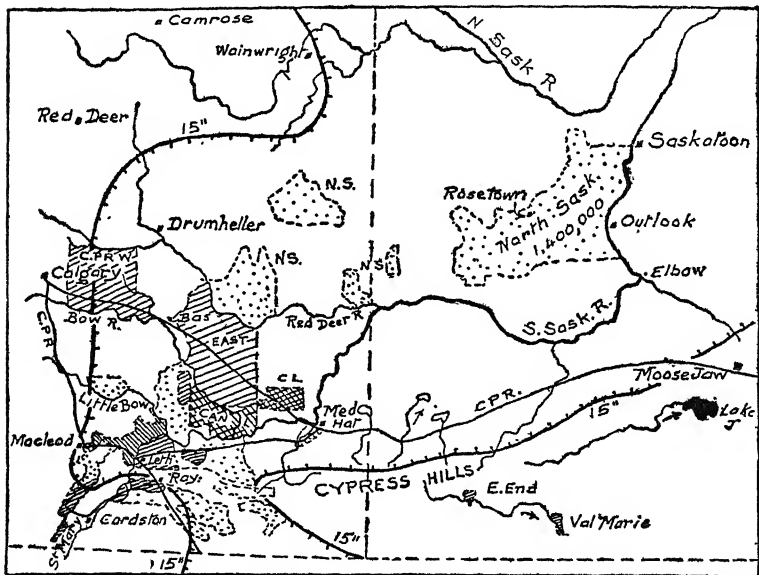 Camrose
Wainwright
N Sask R
Red Deer
15"
Saskatoon
N.S.
Rosetown
North Sask.
1,400,000
Drumheller
Outlook
C.P.R W.
N.S.
N.S.
Calgary
Elbow
Bow R.
Bas
Red Deer R
S. Sask. R.
C.P.R
EAST
C L
Moose Jaw
Little Bow
CAN
Med
Hat
C.P.R.
15"
Lake
J
Macleod
Leth
CYPRESS HILLS
Ray
E. End
Cardston
Val Marie
St Mary
15"
15"